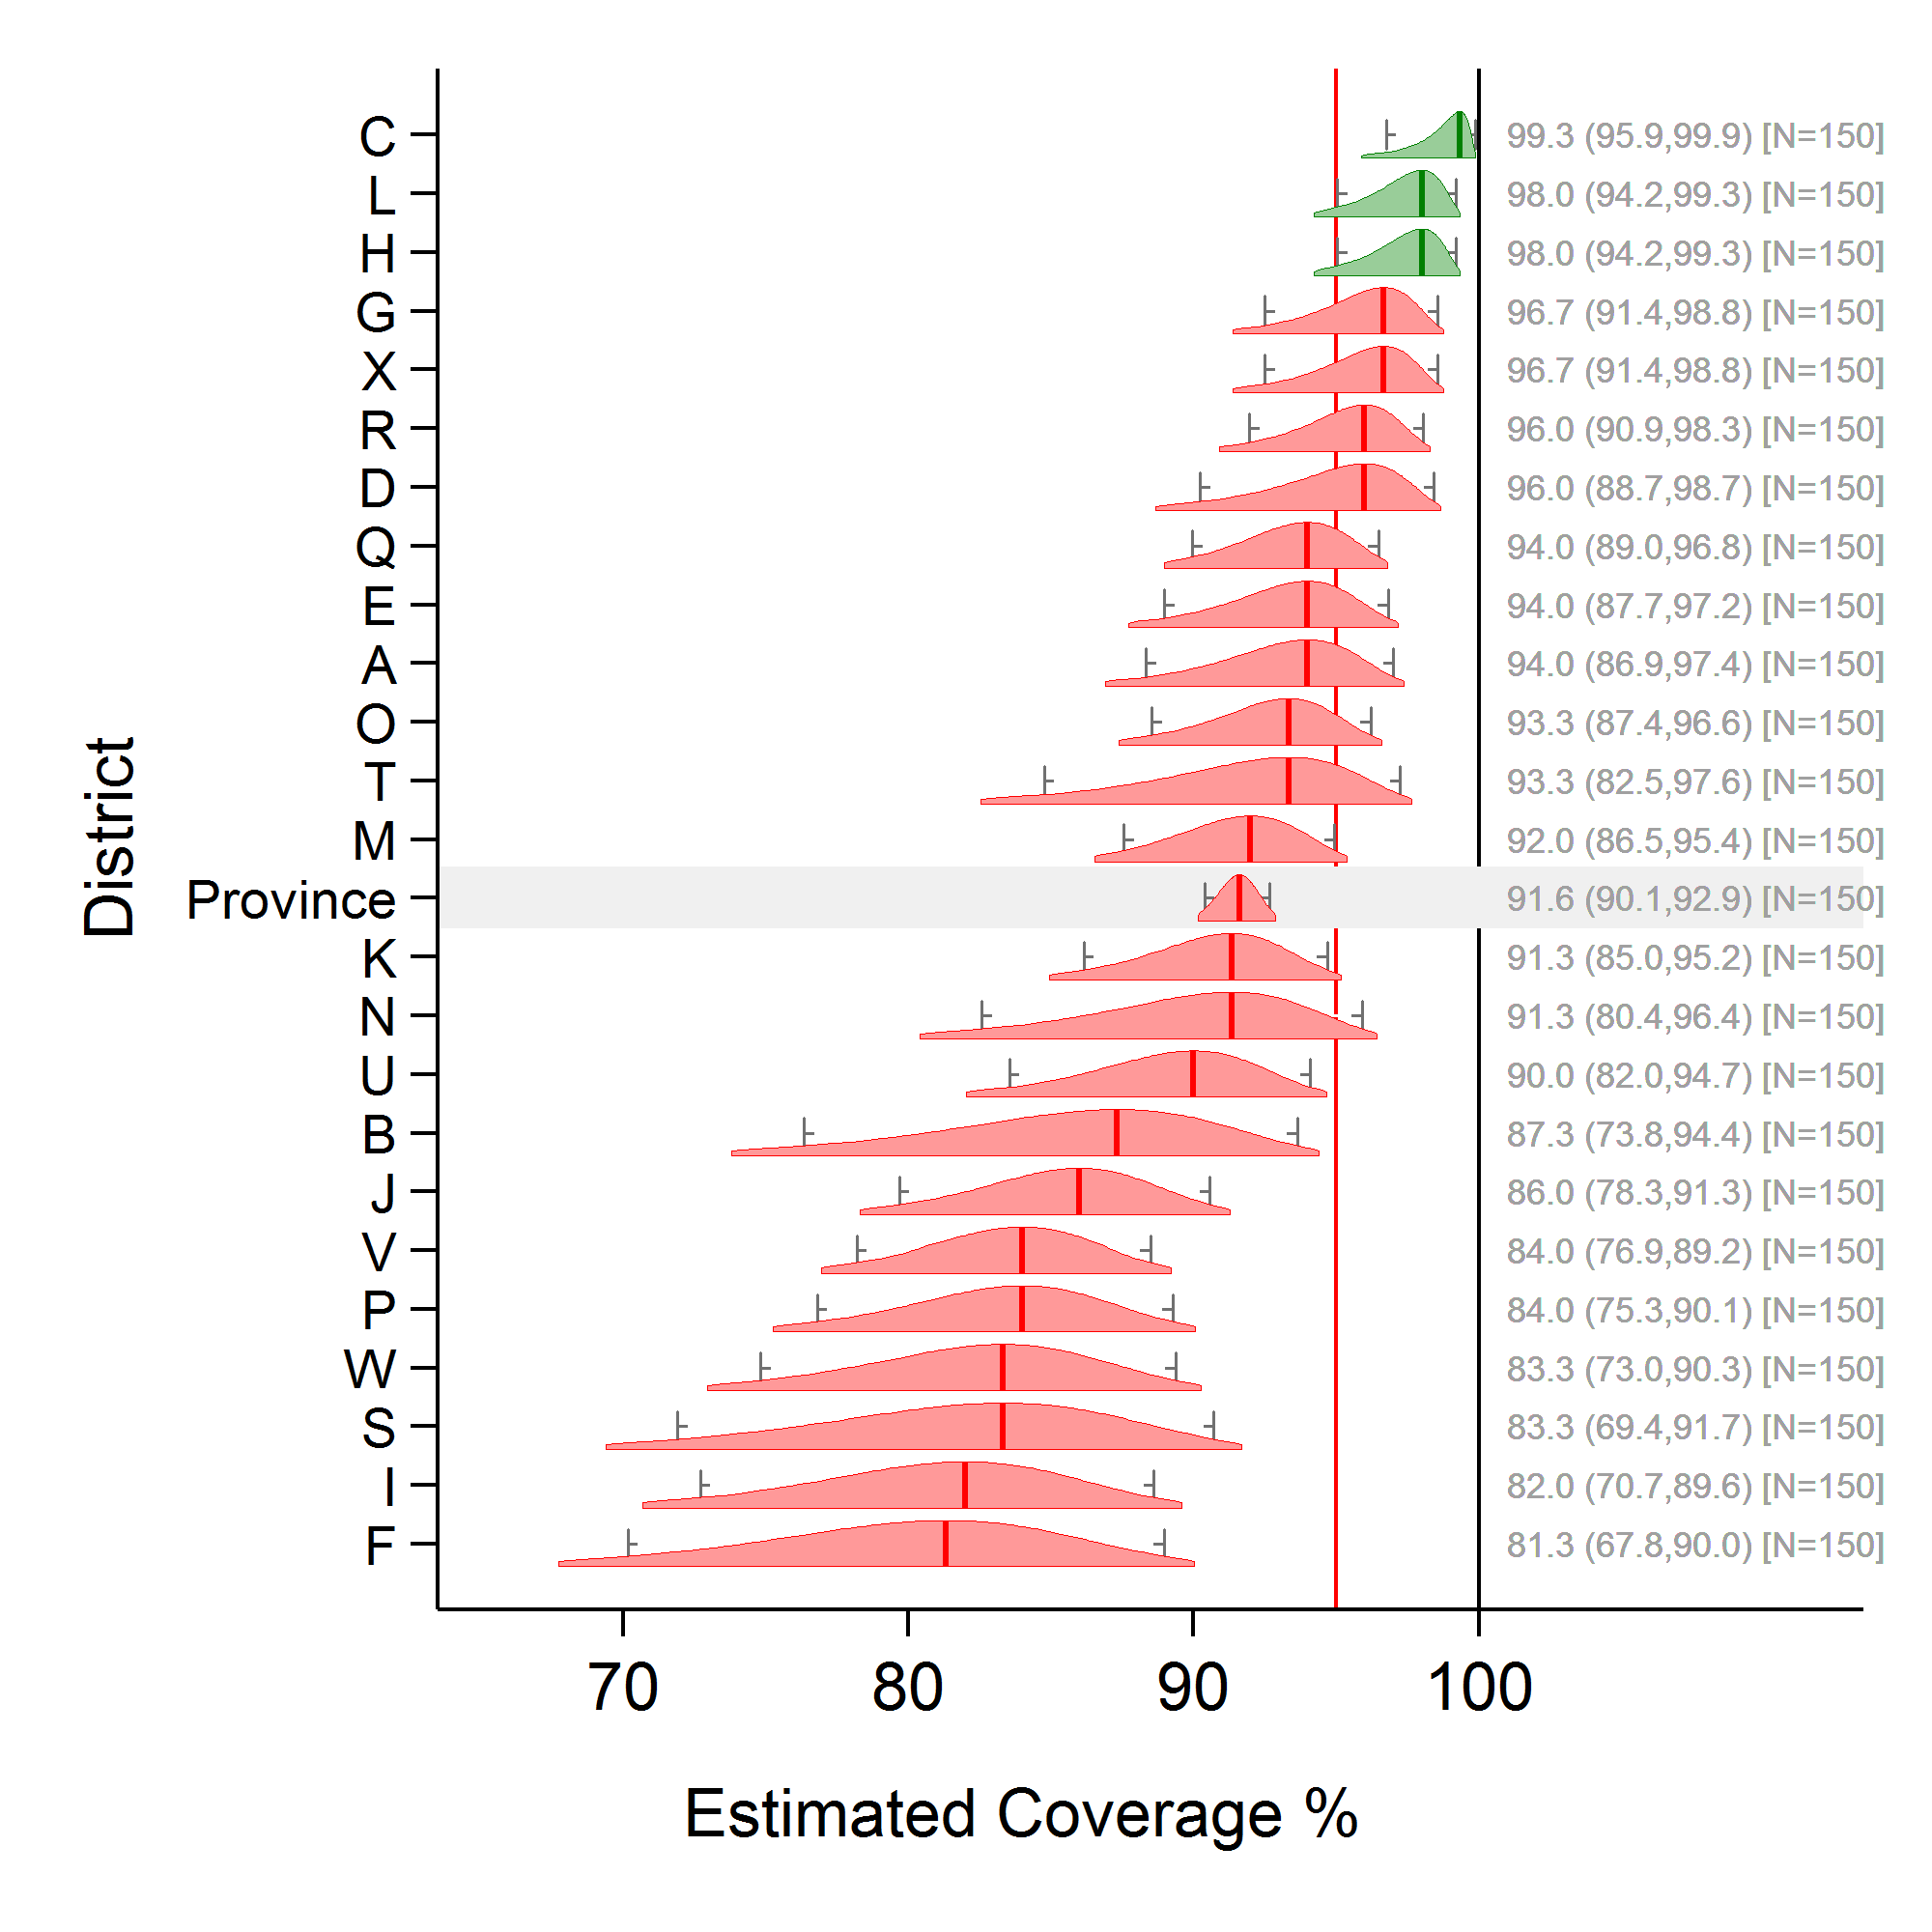 C 99.3 (95.9,99.9) [N=150]
L 98.0 (94.2,99.3) [N=150]
H 98.0 (94.2,99.3) [N=150]
G 96.7 (91.4,98.8) [N=150]
X 96.7 (91.4,98.8) [N=150]
R 96.0 (90.9,98.3) [N=150]
D 96.0 (88.7,98.7) [N=150]
Q 94.0 (89.0,96.8) [N=150]
E 94.0 (87.7,97.2) [N=150]
A 94.0 (86.9,97.4) [N=150]
O 93.3 (87.4,96.6) [N=150]
T 93.3 (82.5,97.6) [N=150]
M 92.0 (86.5,95.4) [N=150]
Province 91.6 (90.1,92.9) [N=150]
K 91.3 (85.0,95.2) [N=150]
N 91.3 (80.4,96.4) [N=150]
U 90.0 (82.0,94.7) [N=150]
B 87.3 (73.8,94.4) [N=150]
J 86.0 (78.3,91.3) [N=150]
V 84.0 (76.9,89.2) [N=150]
P 84.0 (75.3,90.1) [N=150]
W 83.3 (73.0,90.3) [N=150]
S 83.3 (69.4,91.7) [N=150]
I 82.0 (70.7,89.6) [N=150]
F 81.3 (67.8,90.0) [N=150]
District
70 80 90 100
Estimated Coverage %